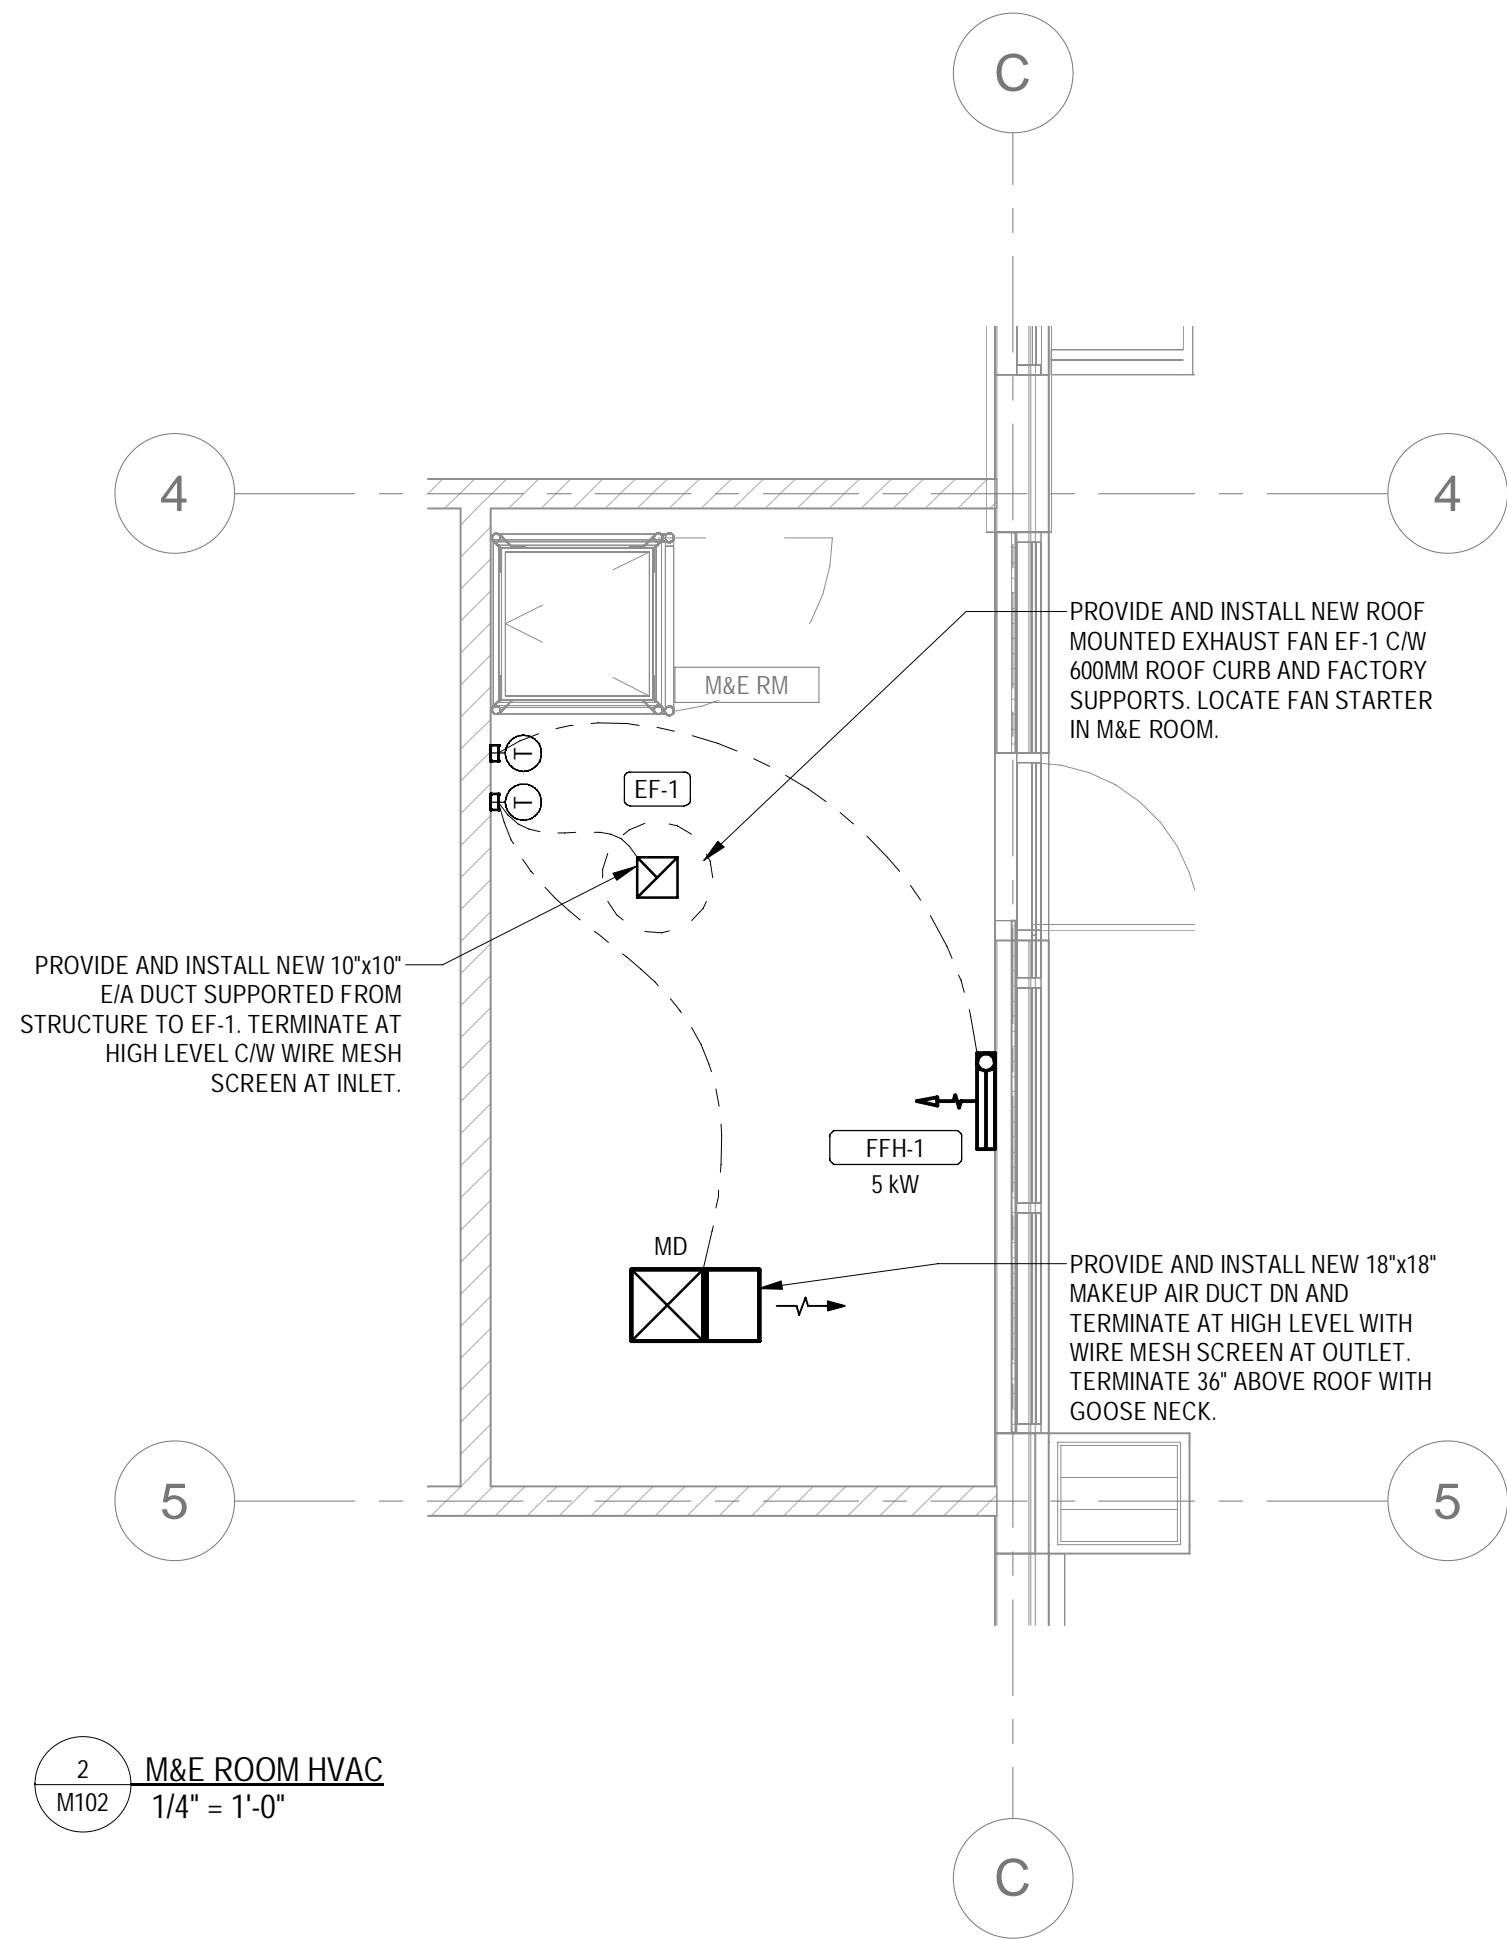 C
4
4
PROVIDE AND INSTALL NEW ROOF
MOUNTED EXHAUST FAN EF-1 C/W
600MM ROOF CURB AND FACTORY
SUPPORTS. LOCATE FAN STARTER
IN M&E ROOM.
M&E RM
T
EF-1
T
PROVIDE AND INSTALL NEW 10"x10"
E/A DUCT SUPPORTED FROM
STRUCTURE TO EF-1. TERMINATE AT
HIGH LEVEL C/W WIRE MESH
SCREEN AT INLET.
FFH-1
5 kW
MD
PROVIDE AND INSTALL NEW 18"x18"
MAKEUP AIR DUCT DN AND
TERMINATE AT HIGH LEVEL WITH
WIRE MESH SCREEN AT OUTLET.
TERMINATE 36" ABOVE ROOF WITH
GOOSE NECK.
5
5
2
M102
M&E ROOM HVAC
1/4" = 1'-0"
C